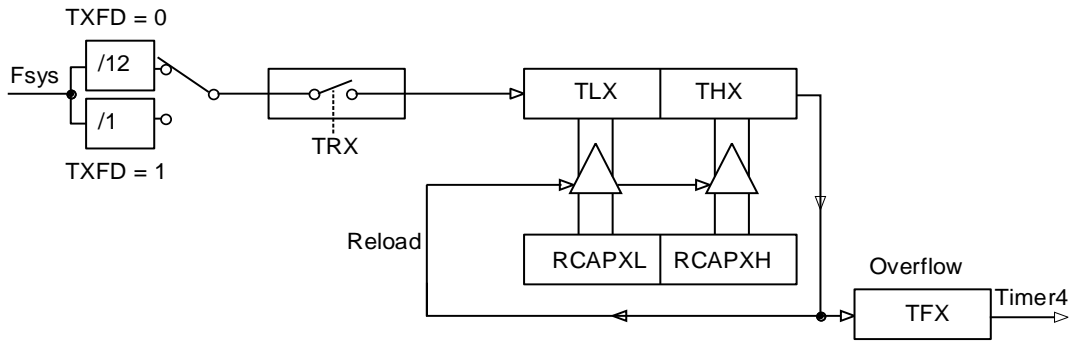 TXFD = 0
Fsys
/12
/1
TXFD = 1
TRX
TLX
THX
Reload
RCAPXL
RCAPXH
Overflow
TFX
Timer4